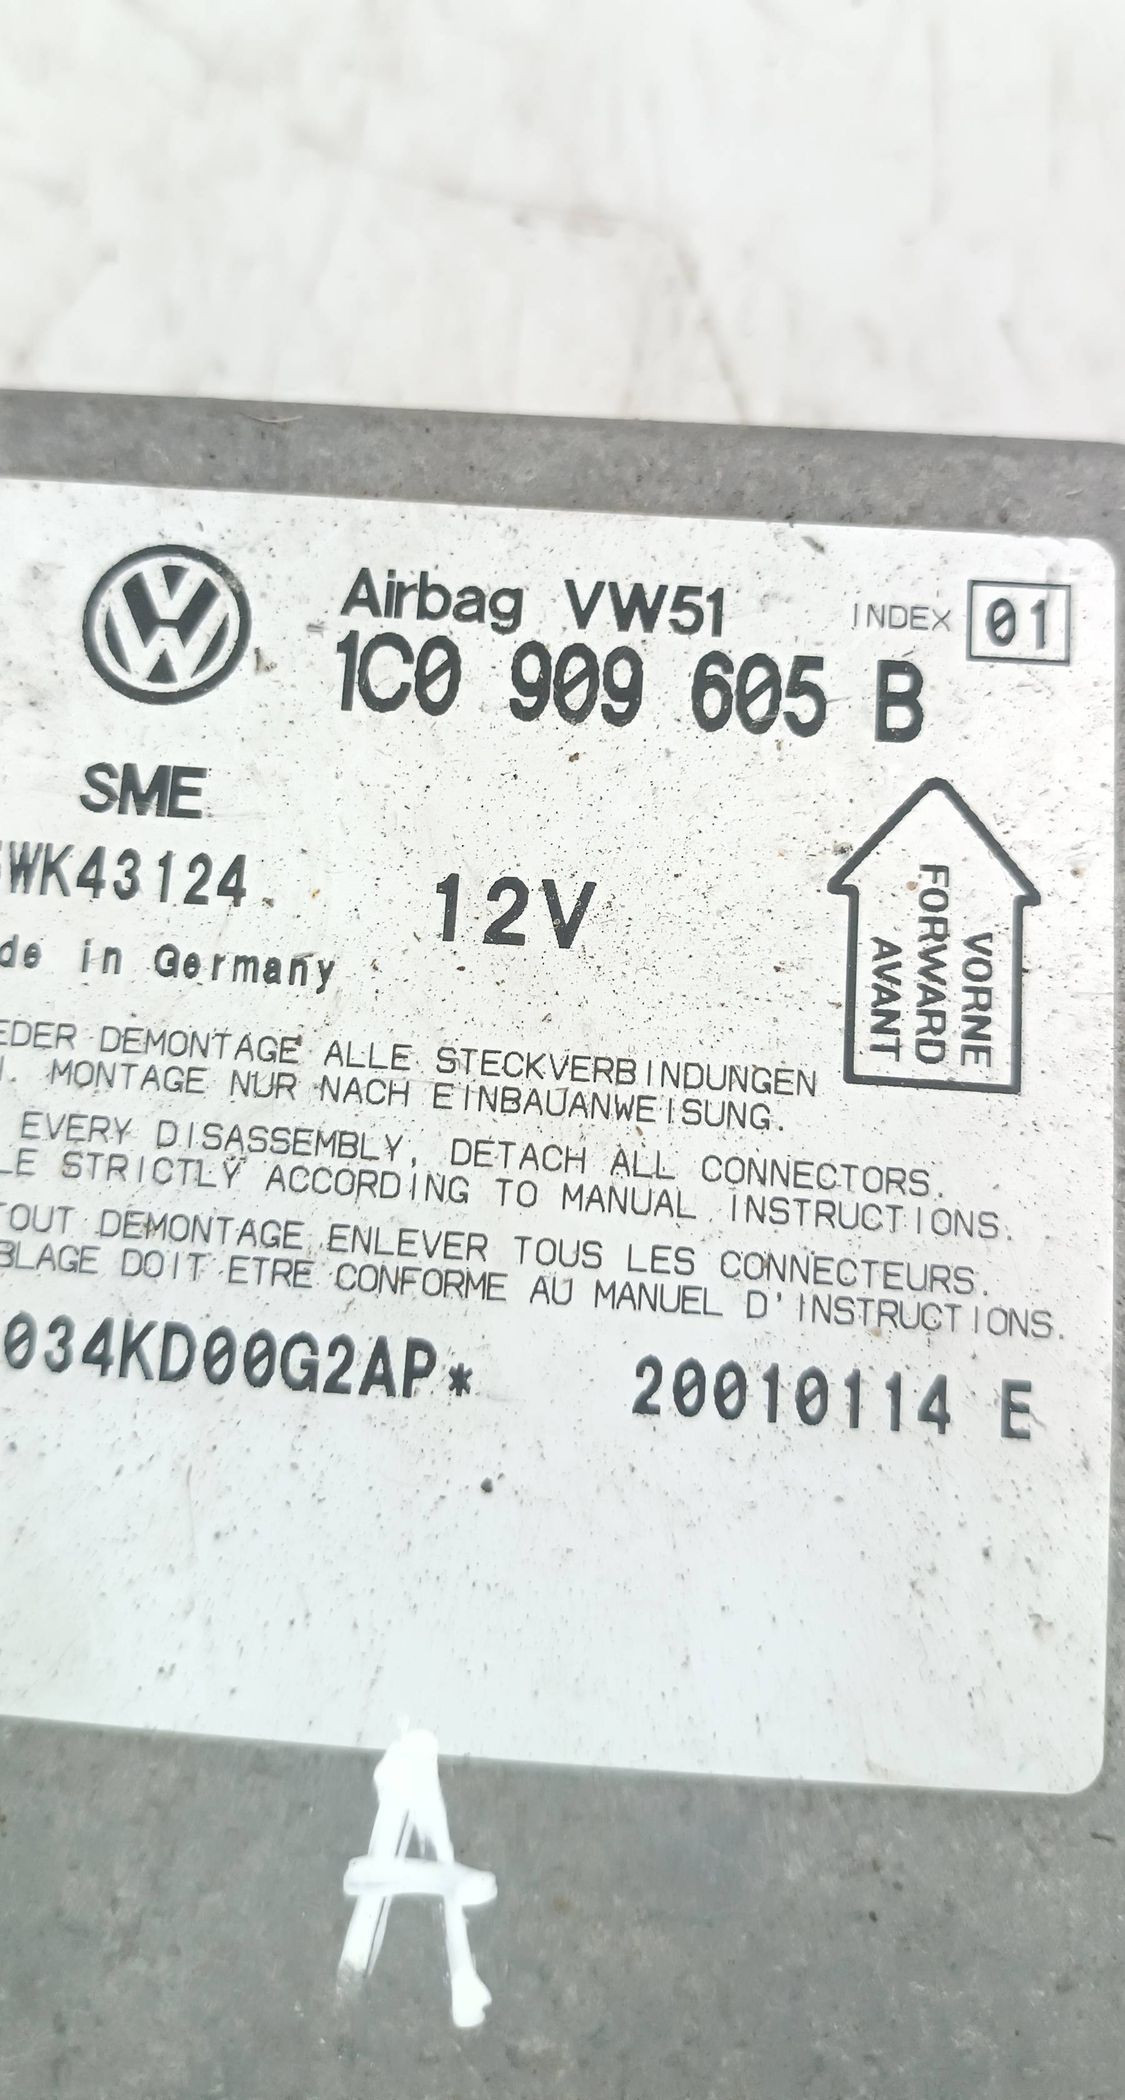 Airbag VW51 INDEX 01
1C0 909 605 B
SME
5WK43124
12V
VORNE
FORWARD
AVANT
de in Germany
EDER DEMONTAGE ALLE STECKVERBINDUNGEN
. MONTAGE NUR NACH EINBAUANWEISUNG.
EVERY DISASSEMBLY, DETACH ALL CONNECTORS.
LE STRICTLY ACCORDING TO MANUAL INSTRUCTIONS.
TOUT DEMONTAGE ENLEVER TOUS LES CONNECTEURS.
BLAGE DOIT ETRE CONFORME AU MANUEL D'INSTRUCTIONS.
034KD00G2AP* 20010114 E
A